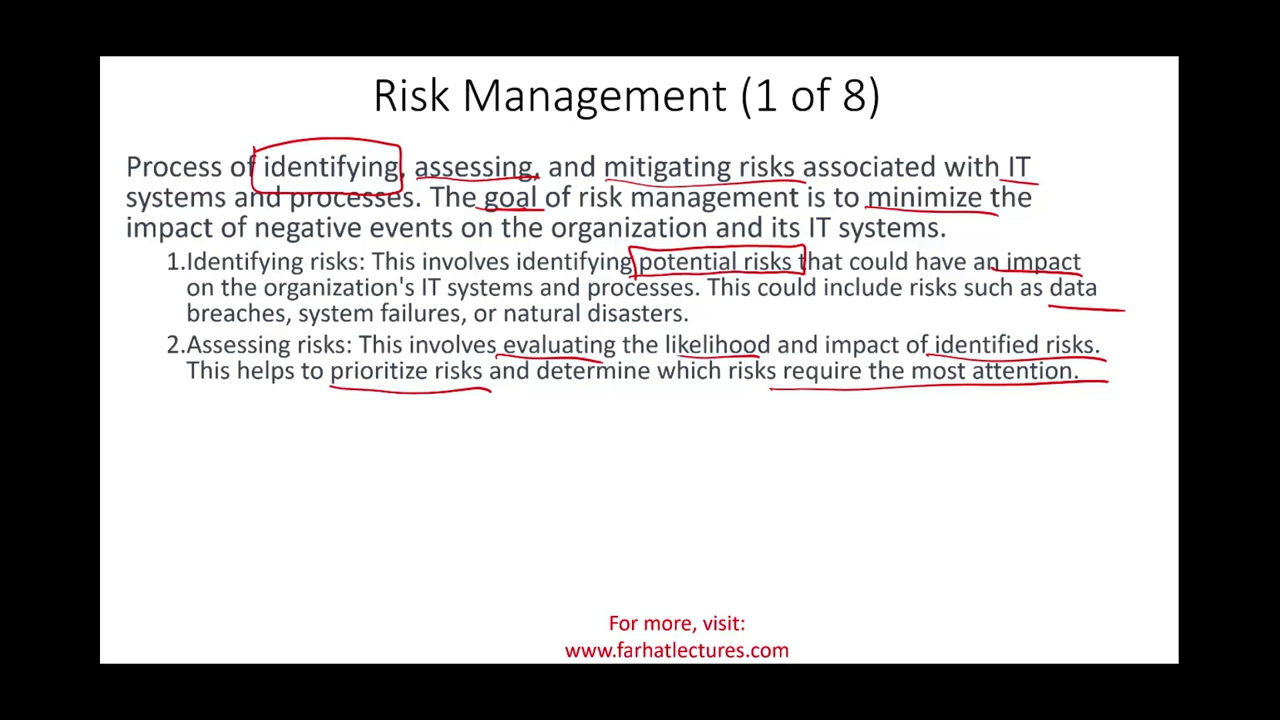 Risk Management (1 of 8)
Process of identifying, assessing, and mitigating risks associated with IT
systems and processes. The goal of risk management is to minimize the
impact of negative events on the organization and its IT systems.
1.Identifying risks: This involves identifying potential risks that could have an impact
on the organization's IT systems and processes. This could include risks such as data
breaches, system failures, or natural disasters.
2.Assessing risks: This involves evaluating the likelihood and impact of identified risks.
This helps to prioritize risks and determine which risks require the most attention.
For more, visit:
www.farhatlectures.com